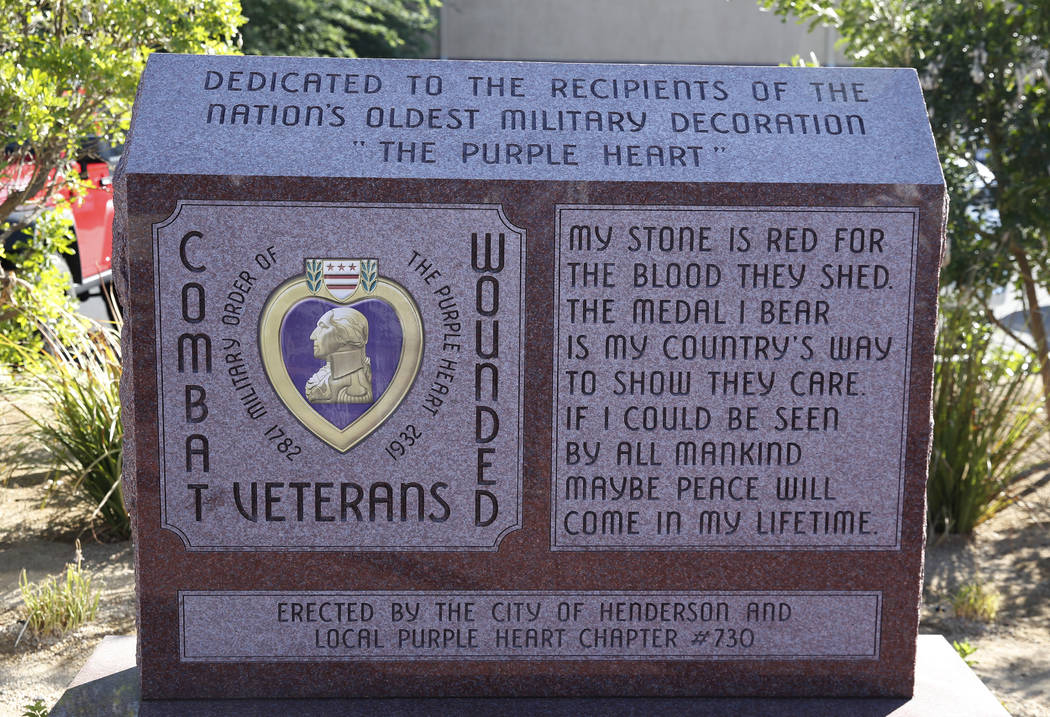 DEDICATED TO THE RECIPIENTS OF THE
NATION'S OLDEST MILITARY DECORATION
" THE PURPLE HEART "
COMBAT
WOUNDED
VETERANS
MILITARY ORDER OF
THE PURPLE HEART
1782
1932
MY STONE IS RED FOR
THE BLOOD THEY SHED.
THE MEDAL I BEAR
IS MY COUNTRY'S WAY
TO SHOW THEY CARE.
IF I COULD BE SEEN
BY ALL MANKIND
MAYBE PEACE WILL
COME IN MY LIFETIME.
ERECTED BY THE CITY OF HENDERSON AND
LOCAL PURPLE HEART CHAPTER #730